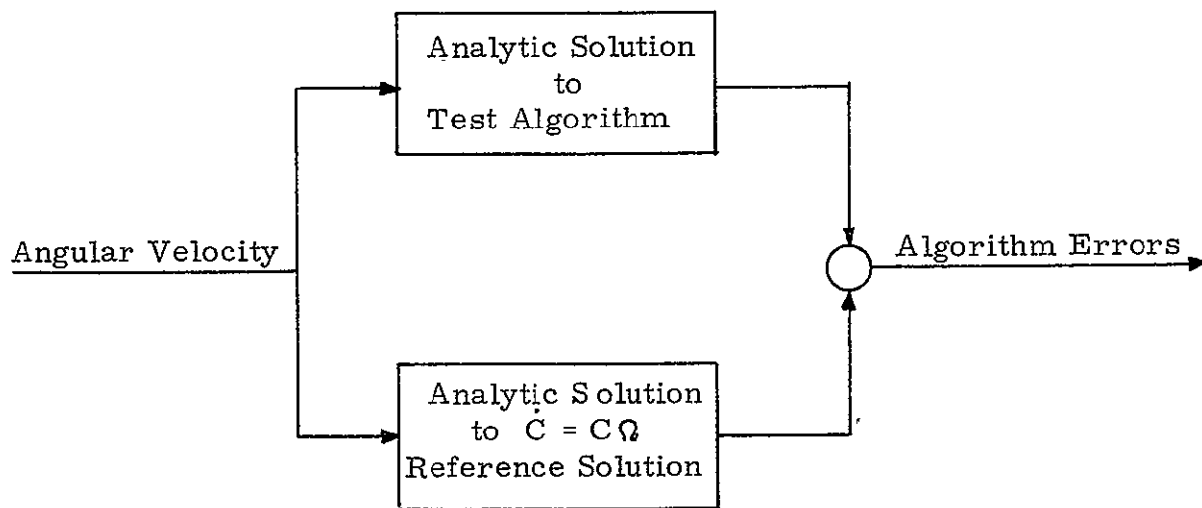 Analytic Solution
to
Test Algorithm
Angular Velocity
Algorithm Errors
Analytic Solution
to Ċ = CΩ
Reference Solution